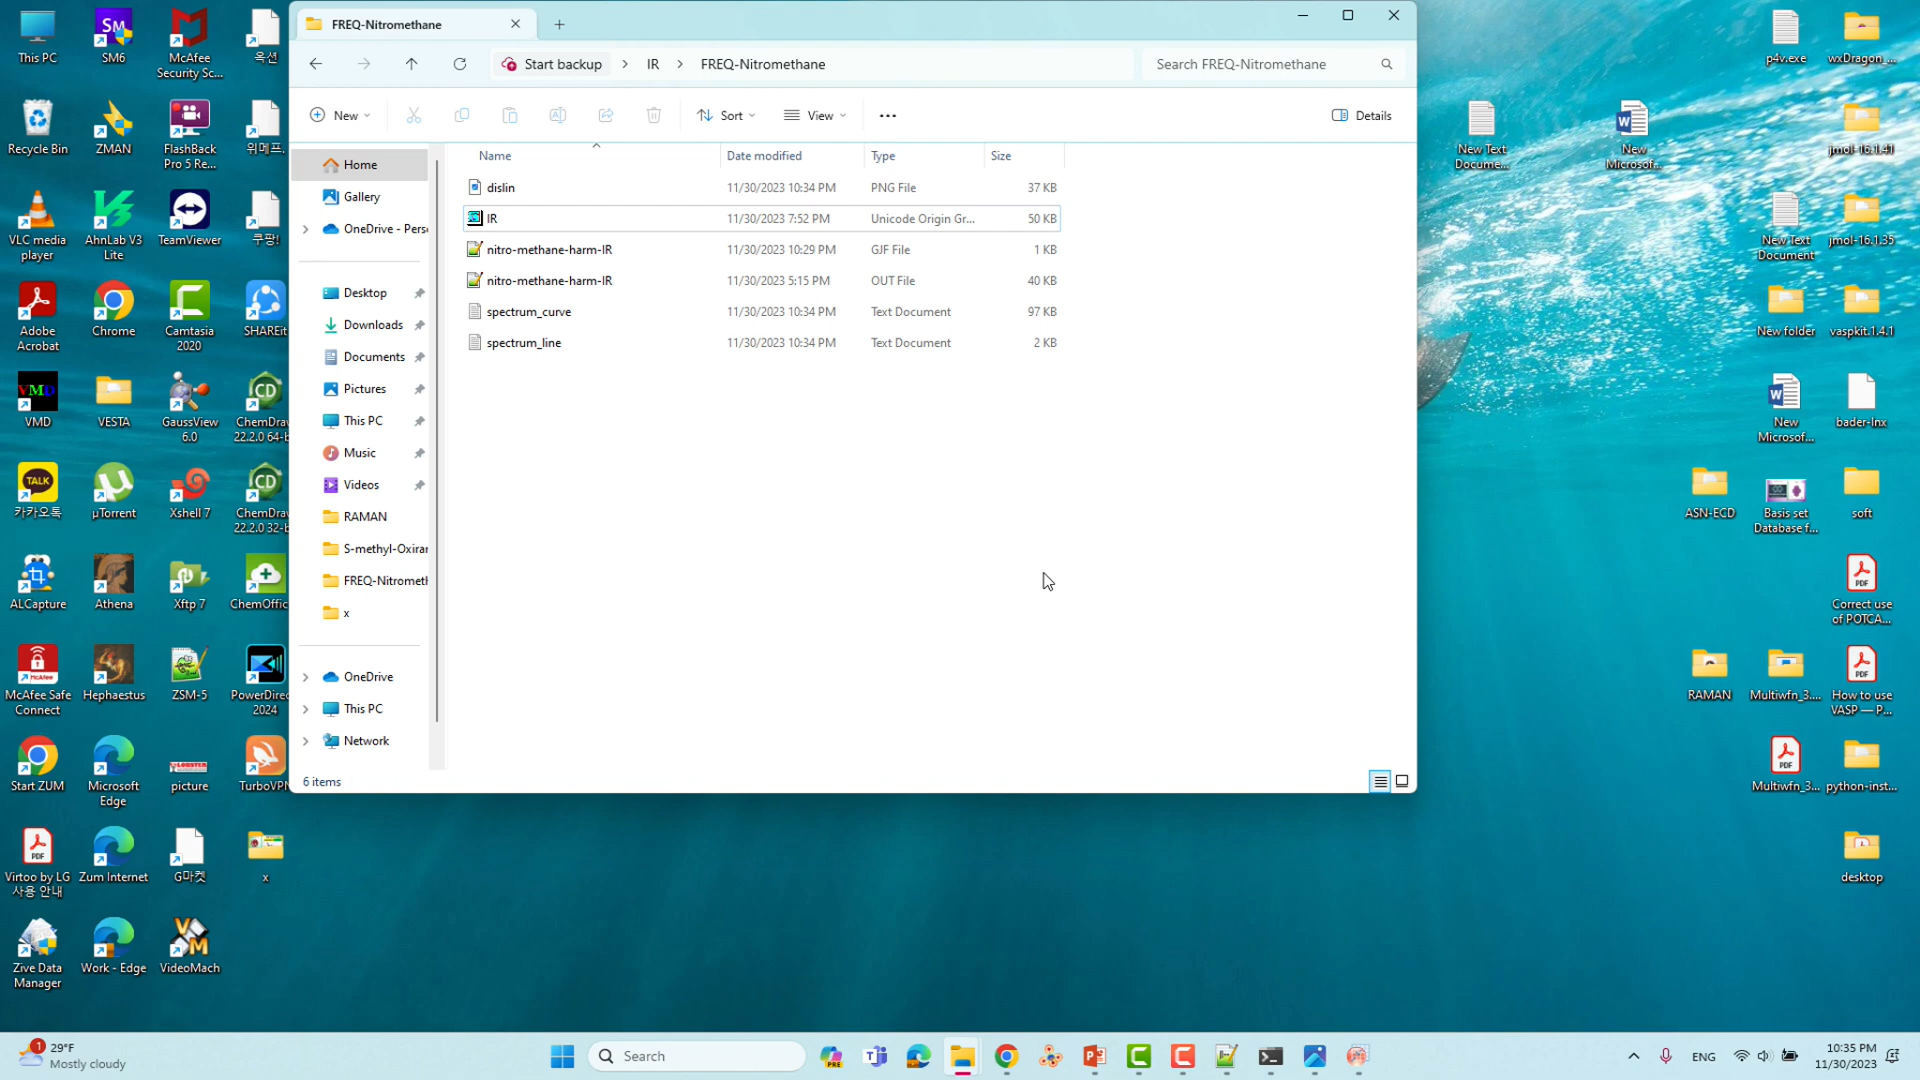 This PC
SM6
McAfee
Security Sc...
옥션
Recycle Bin
ZMAN
FlashBack
Pro 5 Re...
위메프.
VLC media
player
AhnLab V3
Lite
TeamViewer
쿠팡!
Adobe
Acrobat
Chrome
Camtasia
2020
SHAREit
VMD
VESTA
GaussView
6.0
ChemDra
22.2.0 64-b
카카오톡
µTorrent
Xshell 7
ChemDra
22.2.0 32-b
ALCapture
Athena
Xftp 7
ChemOffic
McAfee Safe
Connect
Hephaestus
ZSM-5
PowerDirec
2024
Start ZUM
Microsoft
Edge
picture
TurboVPN
Virtoo by LG
사용 안내
Zum Internet
G마켓
x
Zive Data
Manager
Work - Edge
VideoMach
FREQ-Nitromethane
Start backup
IR
FREQ-Nitromethane
Search FREQ-Nitromethane
New
Sort
View
Details
Home
Gallery
OneDrive - Pers
Desktop
Downloads
Documents
Pictures
This PC
Music
Videos
RAMAN
S-methyl-Oxirar
FREQ-Nitrometh
x
OneDrive
This PC
Network
Name Date modified Type Size
dislin 11/30/2023 10:34 PM PNG File 37 KB
IR 11/30/2023 7:52 PM Unicode Origin Gr... 50 KB
nitro-methane-harm-IR 11/30/2023 10:29 PM GJF File 1 KB
nitro-methane-harm-IR 11/30/2023 5:15 PM OUT File 40 KB
spectrum_curve 11/30/2023 10:34 PM Text Document 97 KB
spectrum_line 11/30/2023 10:34 PM Text Document 2 KB
6 items
p4v.exe
wxDragon_...
New Text
Docume...
New
Microsof...
jmol-16.1.41
New Text
Document
jmol-16.1.35
New folder
vaspkit.1.4.1
New
Microsof...
bader-lnx
ASN-ECD
Basis set
Database f...
soft
Correct use
of POTCA...
RAMAN
Multiwfn_3....
How to use
VASP — P...
Multiwfn_3...
python-inst...
desktop
1
29°F
Mostly cloudy
Search
ENG
10:35 PM
11/30/2023